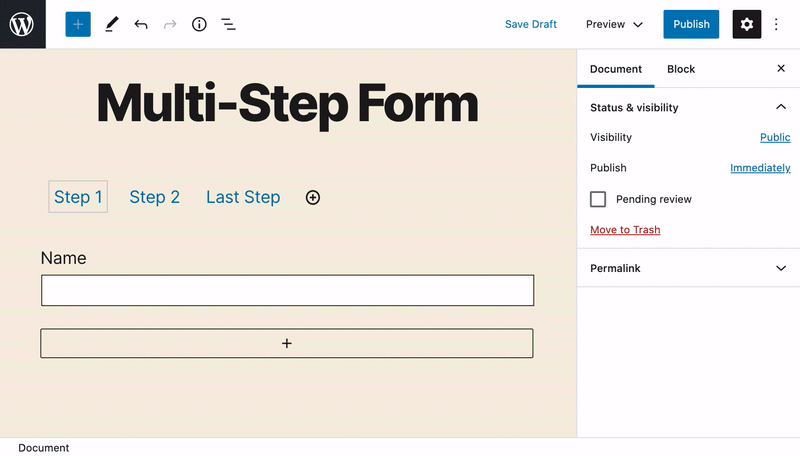 Save Draft Preview Publish
Multi-Step Form
Step 1 Step 2 Last Step
Name
Document Block
Status & visibility
Visibility Public
Publish Immediately
Pending review
Move to Trash
Permalink
Document